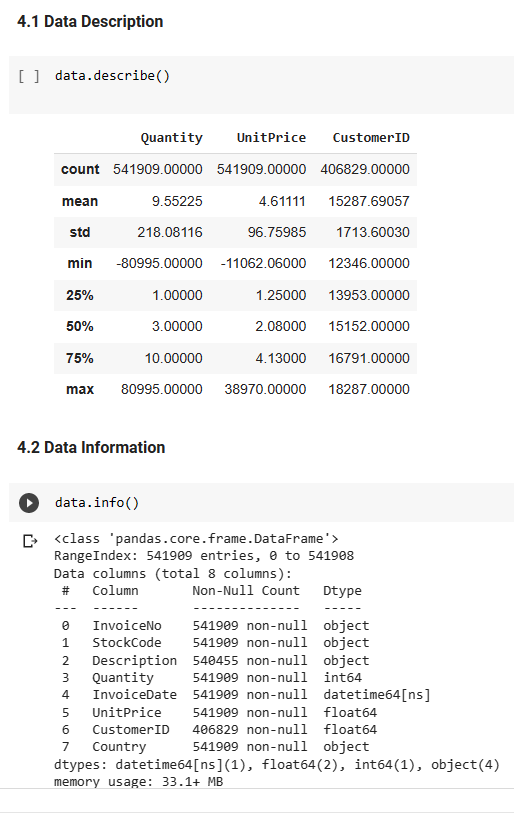 4.1 Data Description
[ ] data.describe()
Quantity UnitPrice CustomerID
count 541909.00000 541909.00000 406829.00000
mean 9.55225 4.61111 15287.69057
std 218.08116 96.75985 1713.60030
min -80995.00000 -11062.06000 12346.00000
25% 1.00000 1.25000 13953.00000
50% 3.00000 2.08000 15152.00000
75% 10.00000 4.13000 16791.00000
max 80995.00000 38970.00000 18287.00000
4.2 Data Information
data.info()
<class 'pandas.core.frame.DataFrame'>
RangeIndex: 541909 entries, 0 to 541908
Data columns (total 8 columns):
# Column Non-Null Count Dtype
--- ------ -------------- -----
0 InvoiceNo 541909 non-null object
1 StockCode 541909 non-null object
2 Description 540455 non-null object
3 Quantity 541909 non-null int64
4 InvoiceDate 541909 non-null datetime64[ns]
5 UnitPrice 541909 non-null float64
6 CustomerID 406829 non-null float64
7 Country 541909 non-null object
dtypes: datetime64[ns](1), float64(2), int64(1), object(4)
memory usage: 33.1+ MB